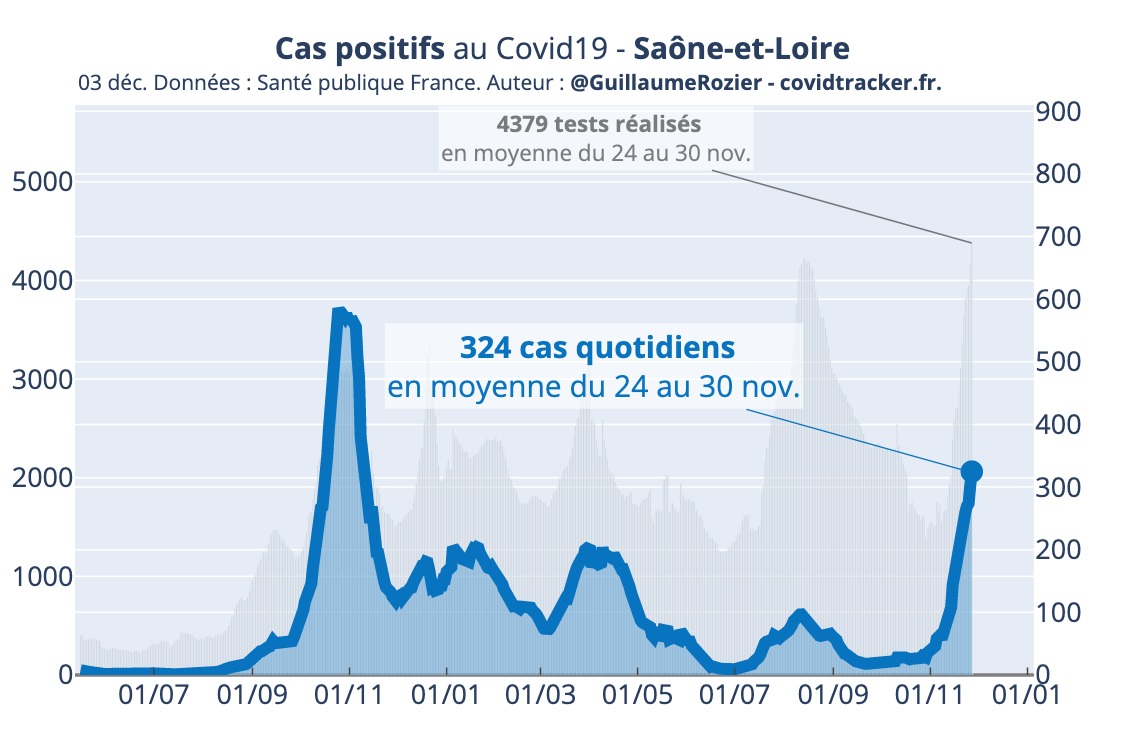 Cas positifs au Covid19 - Saône-et-Loire
03 déc. Données : Santé publique France. Auteur : @GuillaumeRozier - covidtracker.fr.
4379 tests réalisés
en moyenne du 24 au 30 nov.
324 cas quotidiens
en moyenne du 24 au 30 nov.
5000
4000
3000
2000
1000
0
900
800
700
600
500
400
300
200
100
0
01/07 01/09 01/11 01/01 01/03 01/05 01/07 01/09 01/11 01/01